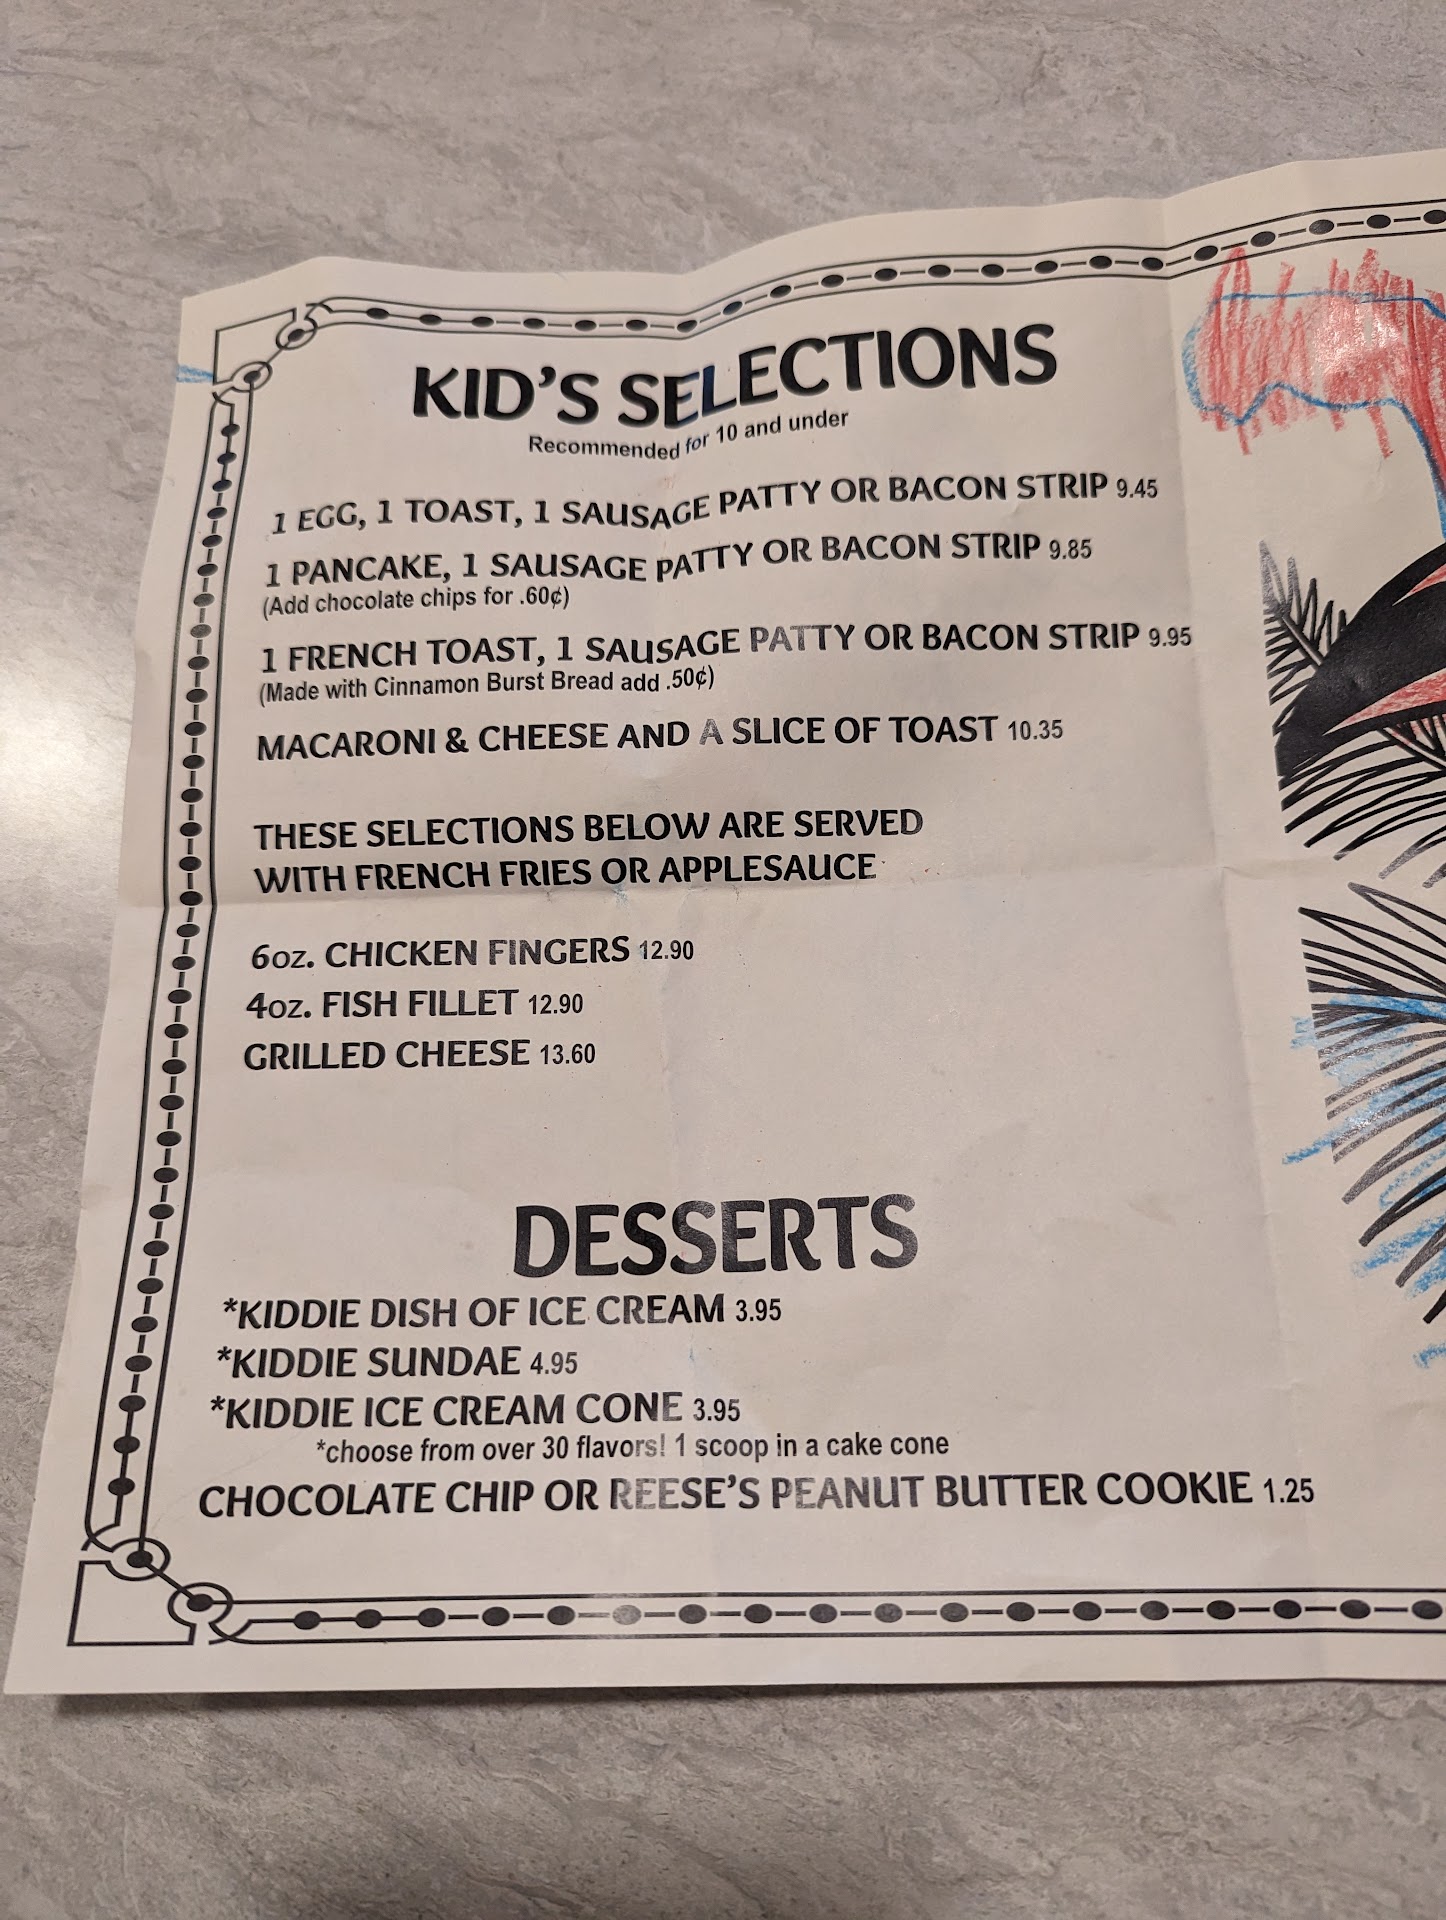 KID'S SELECTIONS
Recommended for 10 and under
1 EGG, 1 TOAST, 1 SAUSAGE PATTY OR BACON STRIP 9.45
1 PANCAKE, 1 SAUSAGE PATTY OR BACON STRIP 9.85
(Add chocolate chips for .60¢)
1 FRENCH TOAST, 1 SAUSAGE PATTY OR BACON STRIP 9.95
(Made with Cinnamon Burst Bread add .50¢)
MACARONI & CHEESE AND A SLICE OF TOAST 10.35
THESE SELECTIONS BELOW ARE SERVED
WITH FRENCH FRIES OR APPLESAUCE
6oz. CHICKEN FINGERS 12.90
4oz. FISH FILLET 12.90
GRILLED CHEESE 13.60
DESSERTS
*KIDDIE DISH OF ICE CREAM 3.95
*KIDDIE SUNDAE 4.95
*KIDDIE ICE CREAM CONE 3.95
*choose from over 30 flavors! 1 scoop in a cake cone
CHOCOLATE CHIP OR REESE'S PEANUT BUTTER COOKIE 1.25